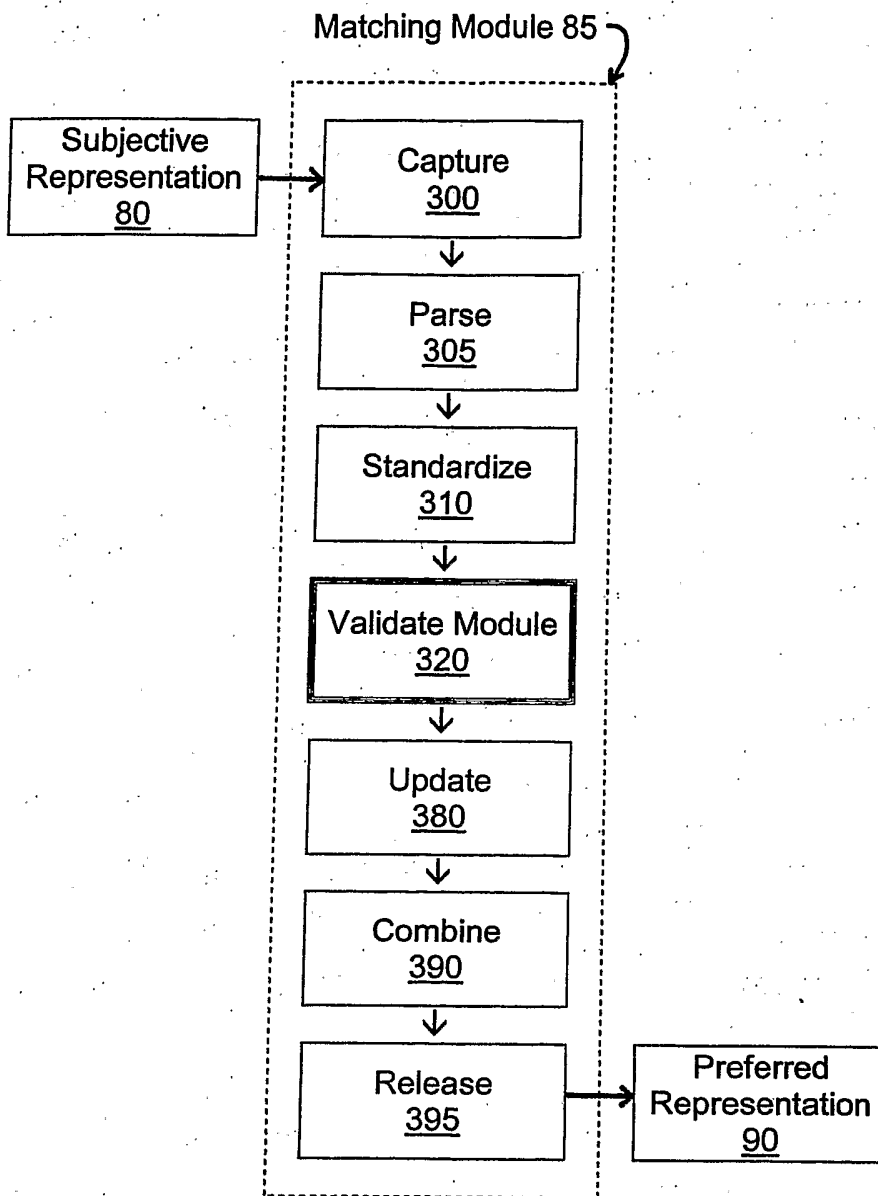 Matching Module 85
Subjective
Representation
80
Capture
300
Parse
305
Standardize
310
Validate Module
320
Update
380
Combine
390
Release
395
Preferred
Representation
90